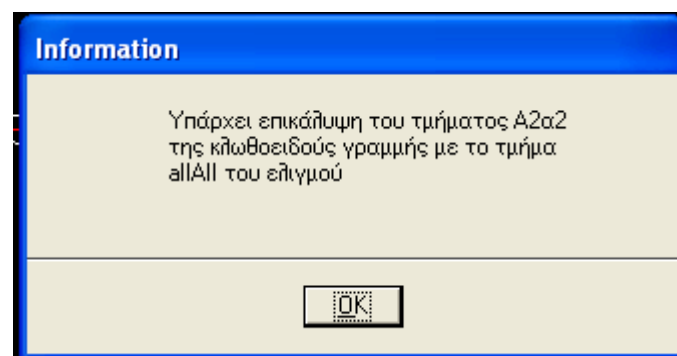 Information
Υπάρχει επικάλυψη του τμήματος Α2α2
της κλωθοειδούς γραμμής με το τμήμα
aIIAII του ελιγμού
OK